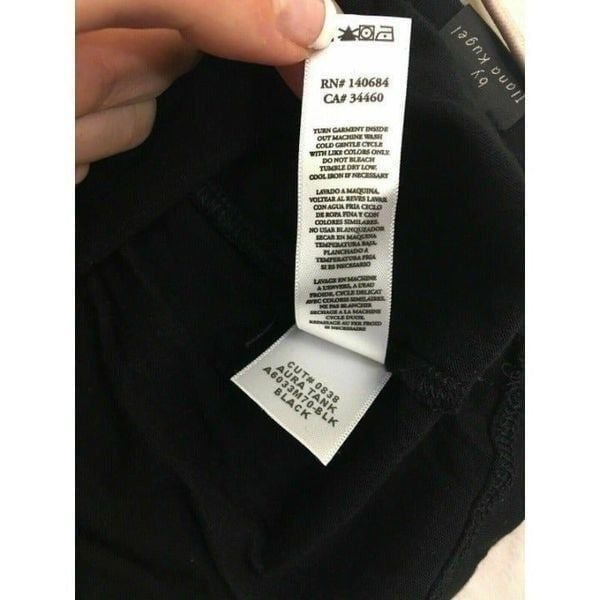 RN# 140684
CA# 34460
TURN GARMENT INSIDE
OUT MACHINE WASH
COLD GENTLE CYCLE
WITH LIKE COLORS ONLY.
DO NOT BLEACH
TUMBLE DRY LOW.
COOL IRON IF NECESSARY
LAVADO A MAQUINA,
VOLTEAR AL REVES LAVAR
CON AGUA FRIA CICLO
DE ROPA FINA Y CON
COLORES SIMILARES.
NO USAR BLANQUEADOR
SECAR EN MAQUINA
TEMPERATURA BAJA.
PLANCHADO A
TEMPERATURA FRIA
SI ES NECESARIO
LAVAGE EN MACHINE
A L'ENVERS, A L'EAU
FROIDE, CYCLE DELICAT
AVEC COLORIS SIMILAIRES.
NE PAS BLANCHIR
SECHAGE A LA MACHINE
CYCLE DOUX.
REPASSAGE AU FER FROID
SI NECESSAIRE
CUT# 0838
AURA TANK
A6033M70-BLK
BLACK
by
Ilana Kugel